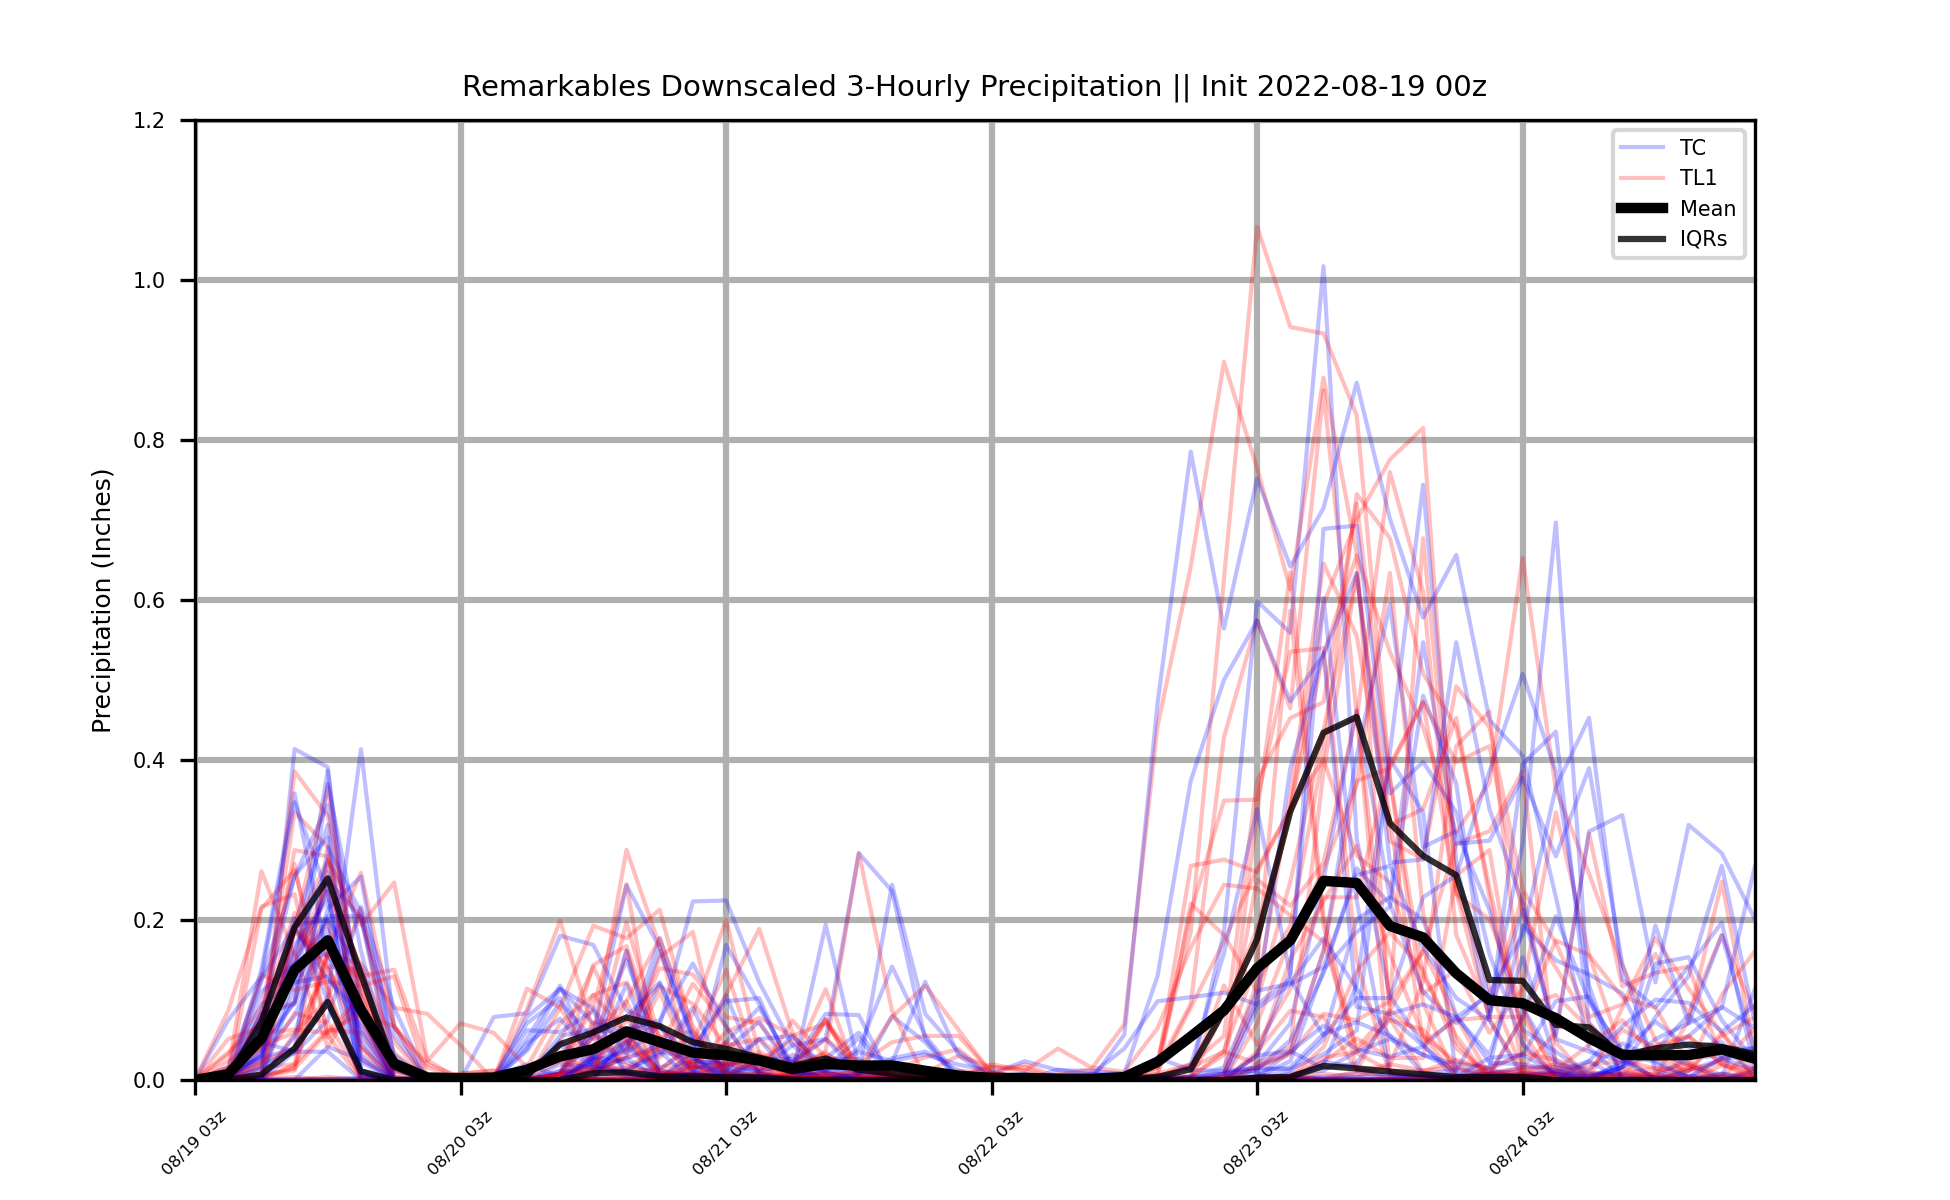 Remarkables Downscaled 3-Hourly Precipitation || Init 2022-08-19 00z
Precipitation (Inches)
1.2
1.0
0.8
0.6
0.4
0.2
0.0
TC
TL1
Mean
IQRs
08/19 03z
08/20 03z
08/21 03z
08/22 03z
08/23 03z
08/24 03z